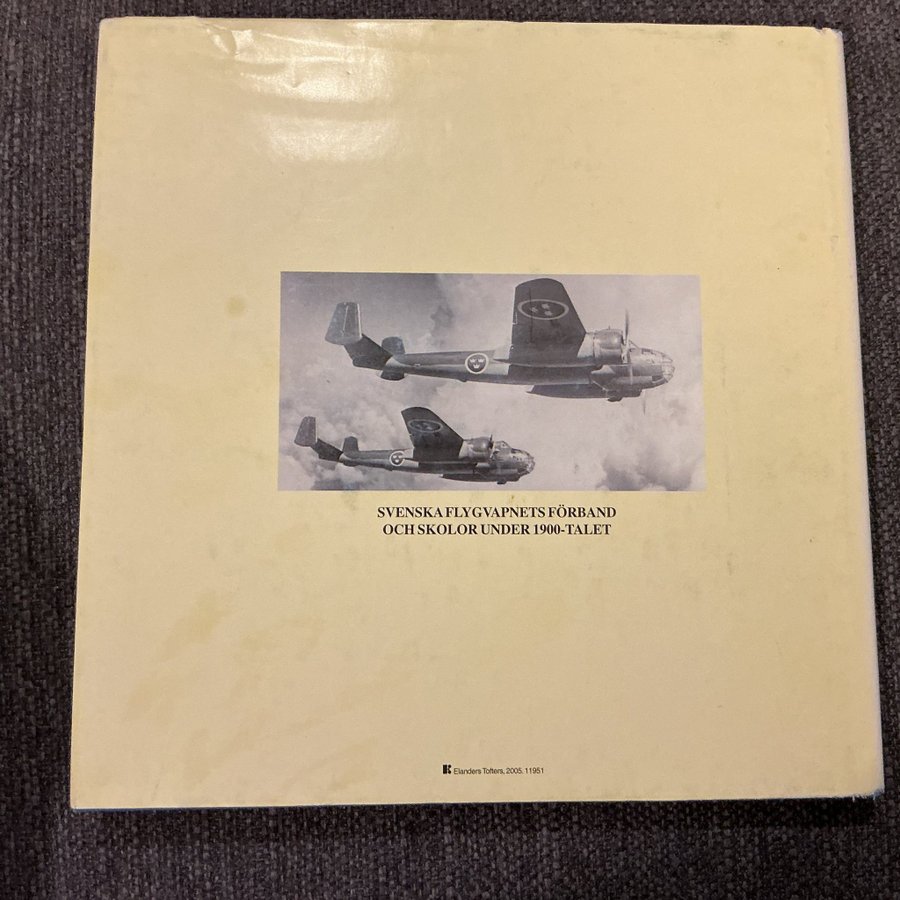 SVENSKA FLYGVAPNETS FÖRBAND
OCH SKOLOR UNDER 1900-TALET
Elanders Tofters, 2005. 11951